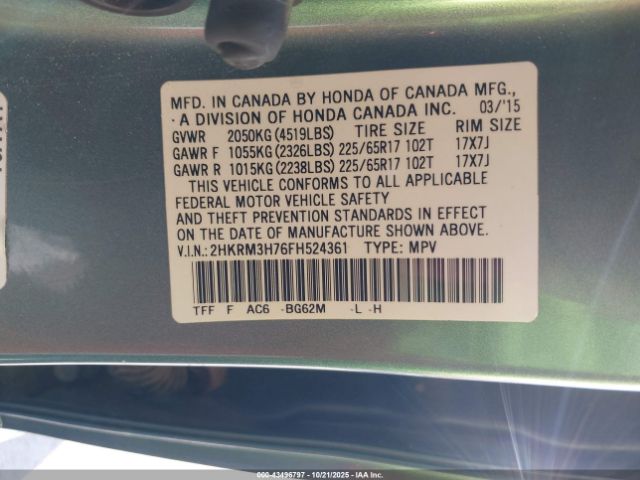 MFD. IN CANADA BY HONDA OF CANADA MFG.,
· A DIVISION OF HONDA CANADA INC. 03/'15
GVWR 2050KG (4519LBS) TIRE SIZE RIM SIZE
GAWR F 1055KG (2326LBS) 225/65R17 102T 17X7J
GAWR R 1015KG (2238LBS) 225/65R17 102T 17X7J
THIS VEHICLE CONFORMS TO ALL APPLICABLE
FEDERAL MOTOR VEHICLE SAFETY
AND THEFT PREVENTION STANDARDS IN EFFECT
ON THE DATE OF MANUFACTURE SHOWN ABOVE.
V.I.N.:2HKRM3H76FH524361 TYPE: MPV
TFF F AC6 -BG62M -L -H
000-43496797 - 10/21/2025 - IAA Inc.